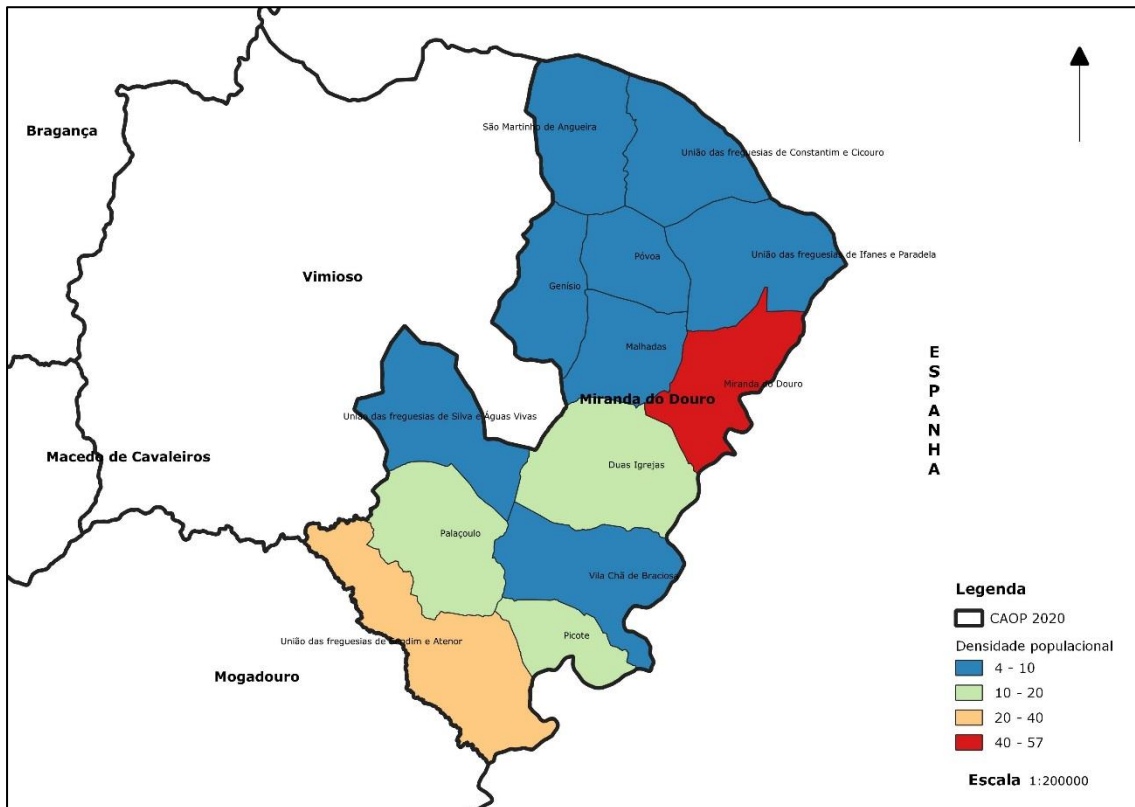 Bragança
São Martinho de Angueira
União das freguesias de Constantim e Cicouro
Vimioso
Póvoa
União das freguesias de Ifanes e Paradela
Genísio
Malhadas
Miranda do Douro
Miranda do Douro
União das freguesias de Silva e Águas Vivas
Macedo de Cavaleiros
Duas Igrejas
ESPANHA
Palaçoulo
Vila Chã de Braciosa
União das freguesias de Sendim e Atenor
Picote
Mogadouro
Legenda
CAOP 2020
Densidade populacional
4 - 10
10 - 20
20 - 40
40 - 57
Escala 1:200000